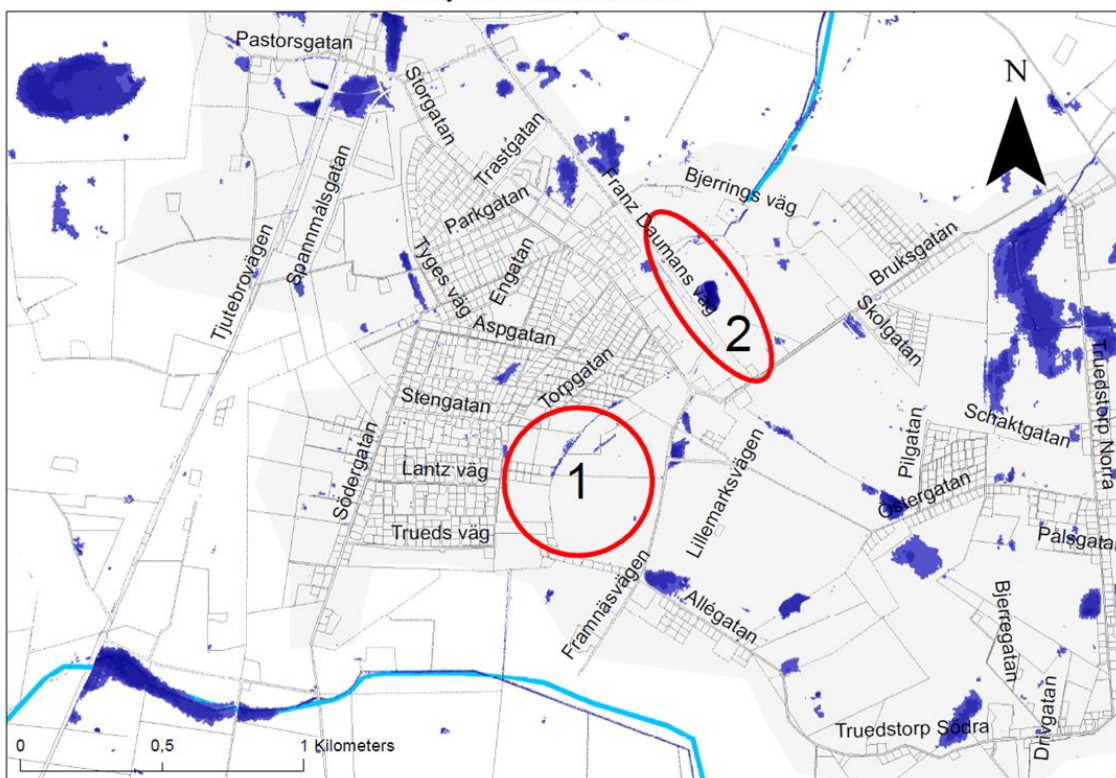 Pastorsgatan
N
Storgatan
Trastgatan
Franz Daumans väg
Bjerrings väg
Parkgatan
Spannmålsgatan
Tjutebrovägen
Tyges väg
Engatan
Bruksgatan
Aspgatan
2
Skolgatan
Torpgatan
Truedstorp Norra
Stengatan
Schaktgatan
Södergatan
Lantz väg
1
Lillemarksvägen
Pilgatan
Östergatan
Trueds väg
Pålsgatan
Framnäsvägen
Allégatan
Bjerregatan
Drivgatan
Truedstorp Södra
0 0,5 1 Kilometers